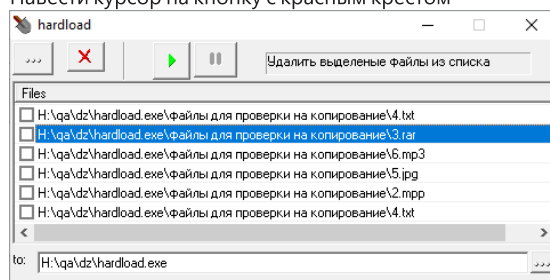 Навести курсор на кнопку с красным крестом
hardload
...
Удалить выделеные файлы из списка
Files
H:\qa\dz\hardload.exe\файлы для проверки на копирование\4.txt
H:\qa\dz\hardload.exe\файлы для проверки на копирование\3.rar
H:\qa\dz\hardload.exe\файлы для проверки на копирование\6.mp3
H:\qa\dz\hardload.exe\файлы для проверки на копирование\5.jpg
H:\qa\dz\hardload.exe\файлы для проверки на копирование\2.mpp
H:\qa\dz\hardload.exe\файлы для проверки на копирование\4.txt
to: H:\qa\dz\hardload.exe ...